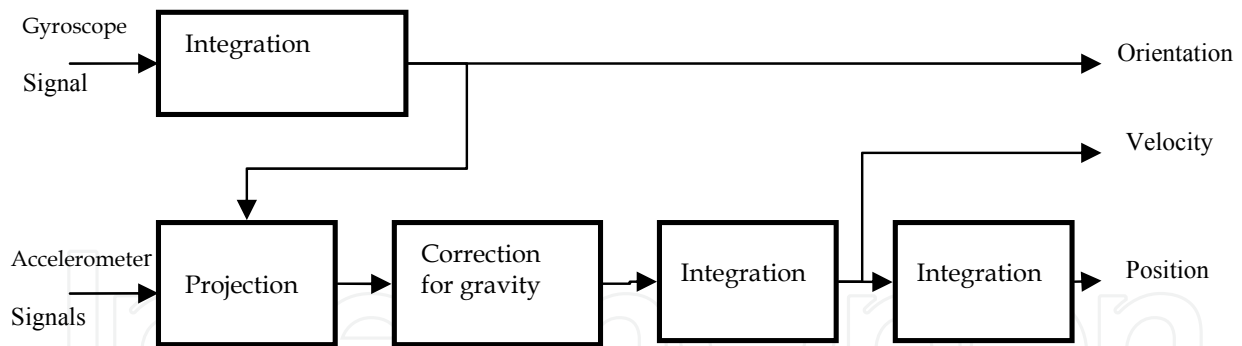 Gyroscope
Signal
Integration
Orientation
Velocity
Accelerometer
Signals
Projection
Correction
for gravity
Integration
Integration
Position